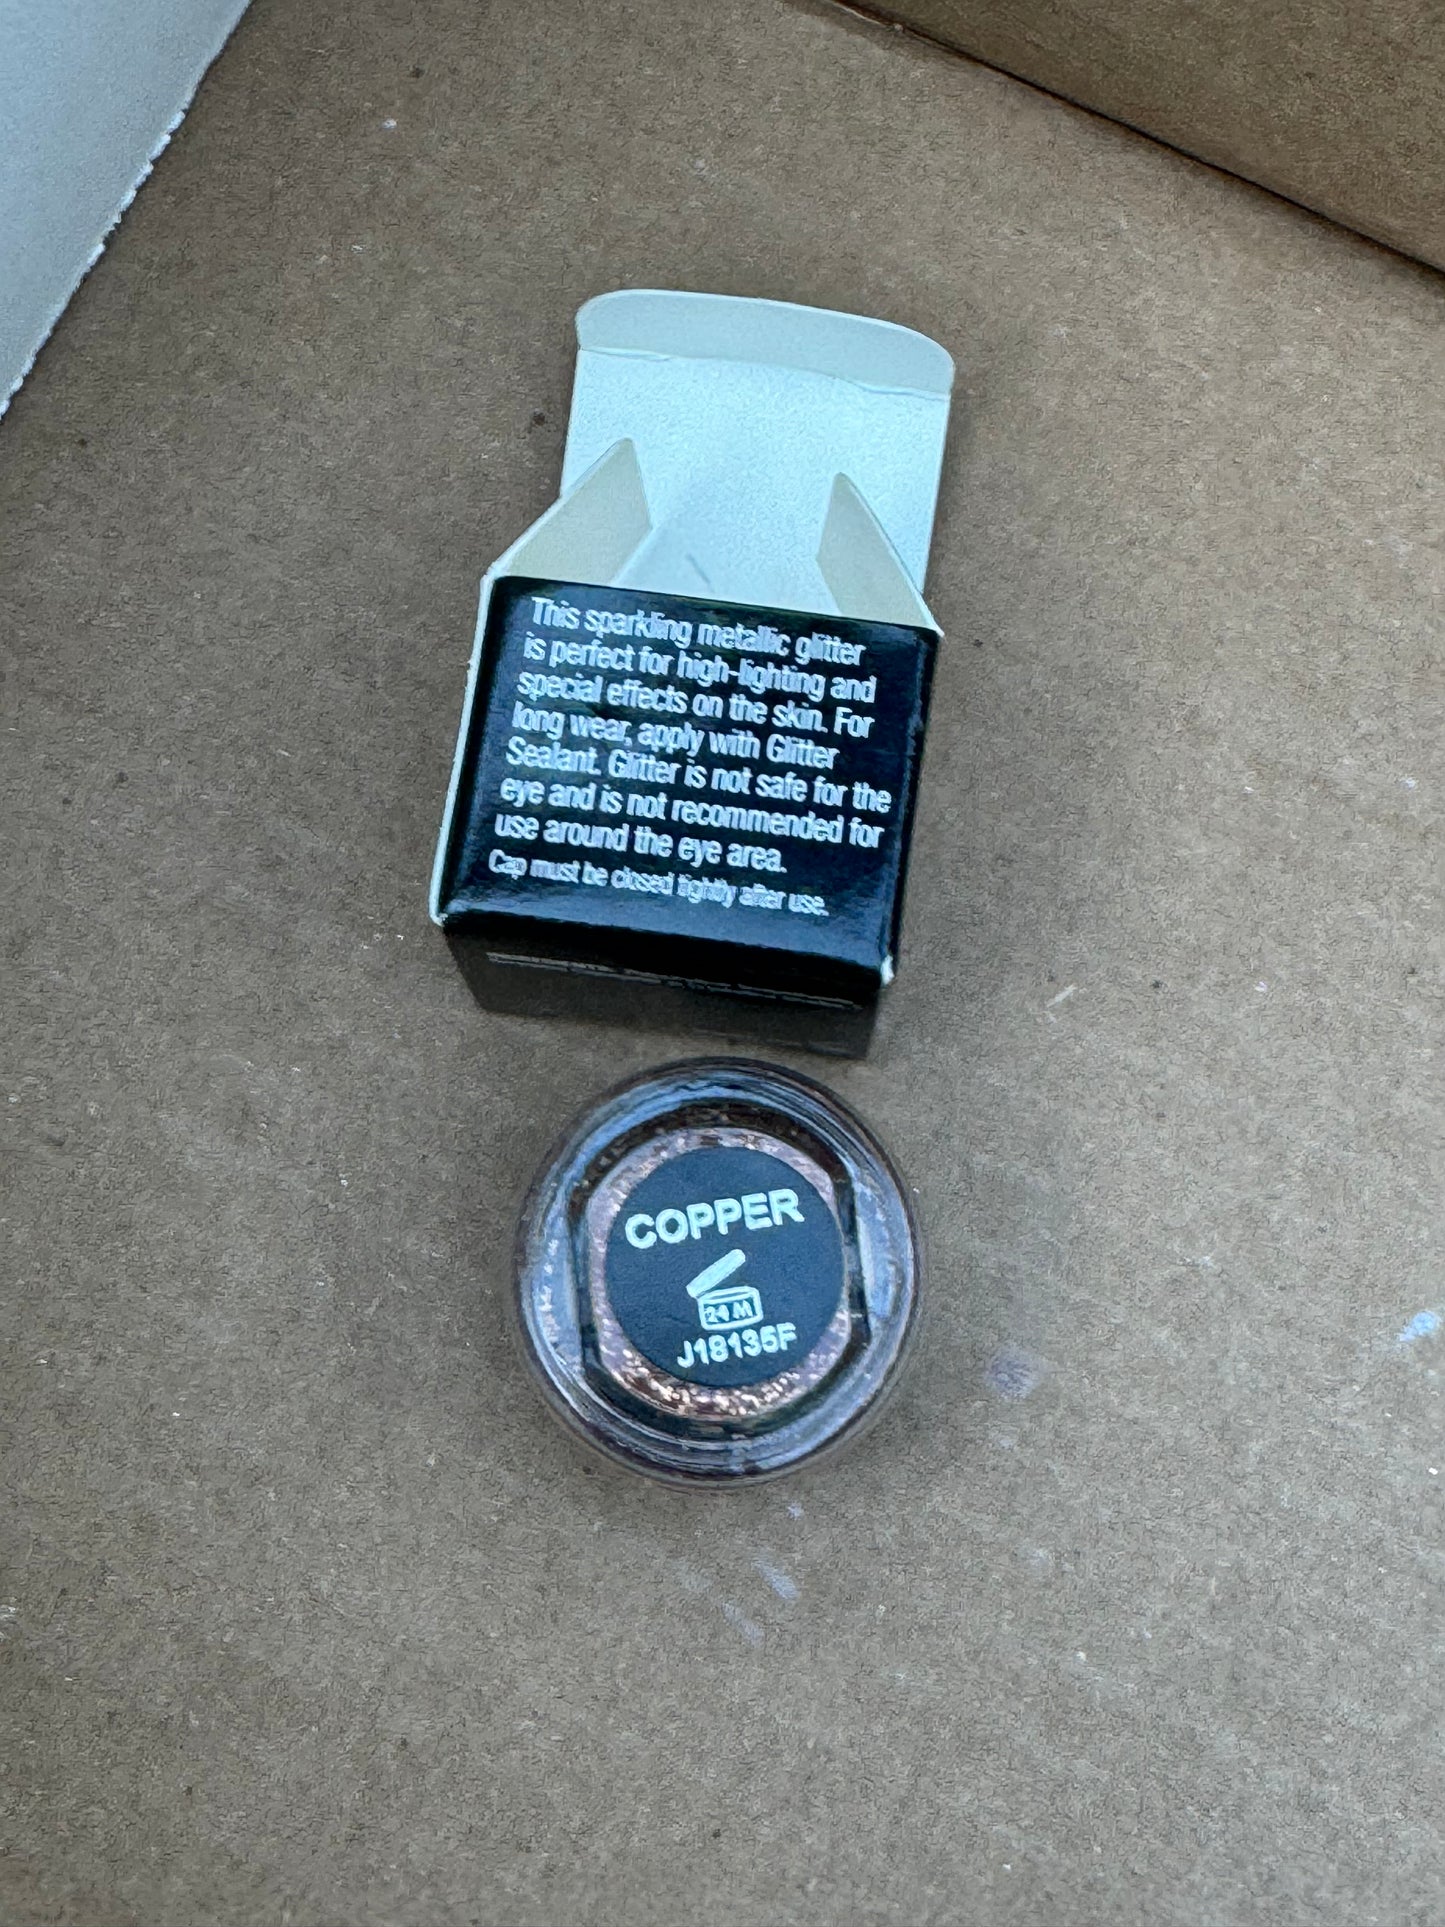 This sparkling metallic glitter
is perfect for high-lighting and
special effects on the skin. For
long wear, apply with Glitter
Sealant. Glitter is not safe for the
eye and is not recommended for
use around the eye area.
Cap must be closed tightly after use.
COPPER
24 M
J18135F